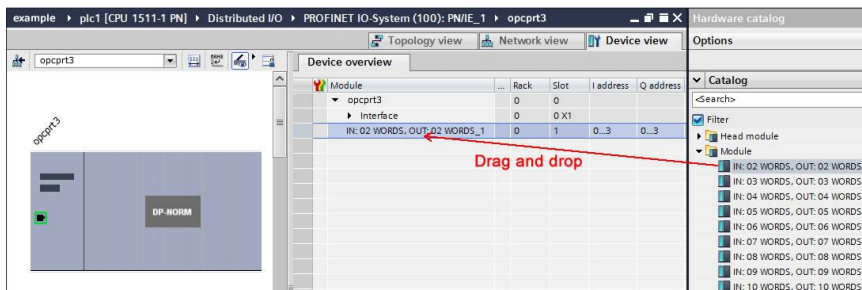 example ▸ plc1 [CPU 1511-1 PN] ▸ Distributed I/O ▸ PROFINET IO-System (100): PN/IE_1 ▸ opcprt3
Hardware catalog
Topology view Network view Device view
Options
opcprt3
Device overview
Module ... Rack Slot I address Q address
opcprt3 0 0
Interface 0 0 X1
IN: 02 WORDS, OUT: 02 WORDS_1 0 1 0...3 0...3
Drag and drop
opcprt3
DP-NORM
Catalog
<Search>
Filter
Head module
Module
IN: 02 WORDS, OUT: 02 WORDS
IN: 03 WORDS, OUT: 03 WORDS
IN: 04 WORDS, OUT: 04 WORDS
IN: 05 WORDS, OUT: 05 WORDS
IN: 06 WORDS, OUT: 06 WORDS
IN: 07 WORDS, OUT: 07 WORDS
IN: 08 WORDS, OUT: 08 WORDS
IN: 09 WORDS, OUT: 09 WORDS
IN: 10 WORDS, OUT: 10 WORDS